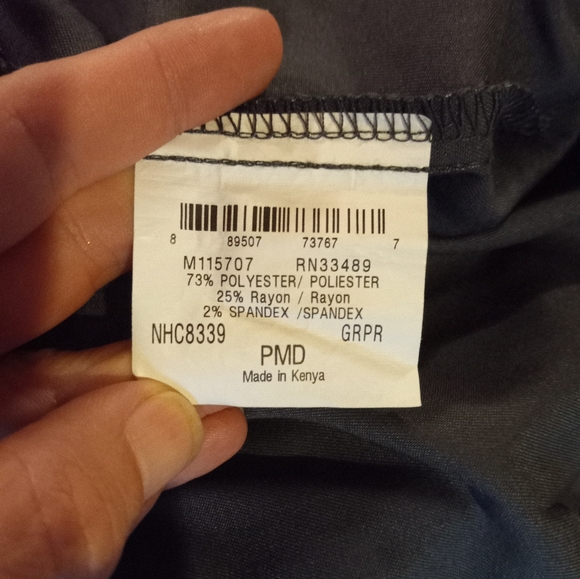 8 89507 73767 7
M115707 RN33489
73% POLYESTER/ POLIESTER
25% Rayon / Rayon
2% SPANDEX /SPANDEX
NHC8339 GRPR
PMD
Made in Kenya